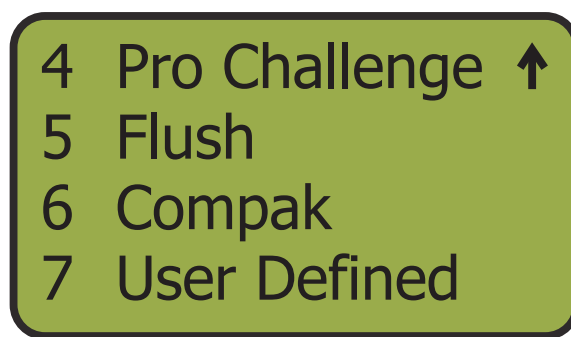 4 Pro Challenge ↑
5 Flush
6 Compak
7 User Defined